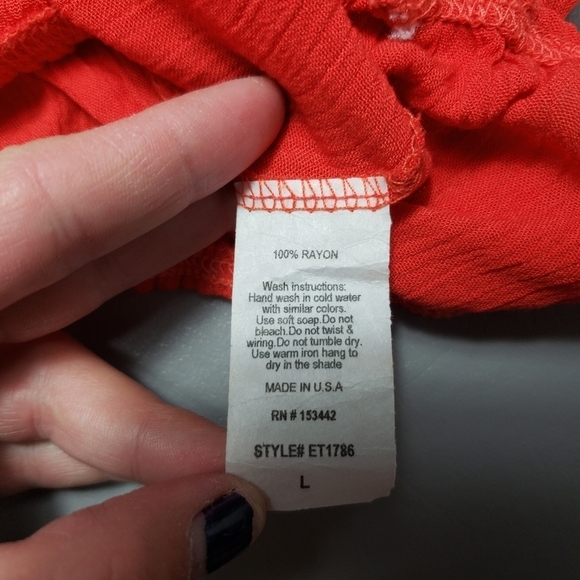 100% RAYON
Wash instructions:
Hand wash in cold water
with similar colors.
Use soft soap.Do not
bleach.Do not twist &
wiring.Do not tumble dry.
Use warm iron hang to
dry in the shade
MADE IN U.S.A
RN # 153442
STYLE# ET1786
L